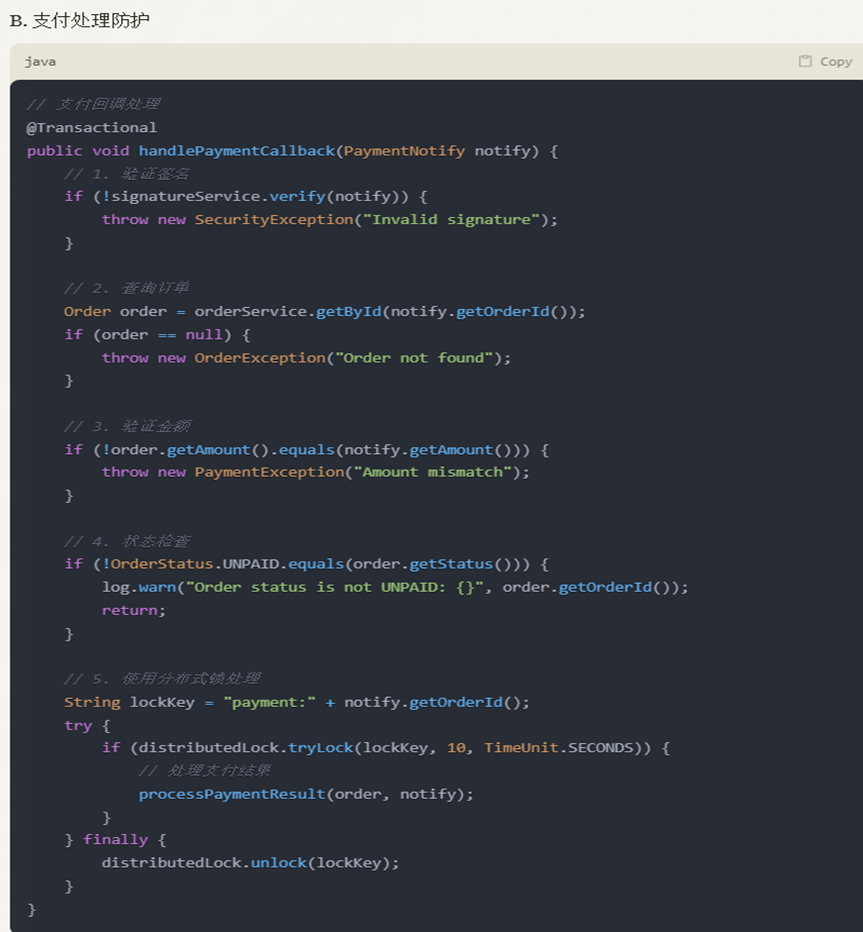 B. 支付处理防护
java
Copy
// 支付回调处理
@Transactional
public void handlePaymentCallback(PaymentNotify notify) {
// 1. 验证签名
if (!signatureService.verify(notify)) {
throw new SecurityException("Invalid signature");
}
// 2. 查询订单
Order order = orderService.getById(notify.getOrderId());
if (order == null) {
throw new OrderException("Order not found");
}
// 3. 验证金额
if (!order.getAmount().equals(notify.getAmount())) {
throw new PaymentException("Amount mismatch");
}
// 4. 状态检查
if (!OrderStatus.UNPAID.equals(order.getStatus())) {
log.warn("Order status is not UNPAID: {}", order.getOrderId());
return;
}
// 5. 使用分布式锁处理
String lockKey = "payment:" + notify.getOrderId();
try {
if (distributedLock.tryLock(lockKey, 10, TimeUnit.SECONDS)) {
// 处理支付结果
processPaymentResult(order, notify);
}
} finally {
distributedLock.unlock(lockKey);
}
}